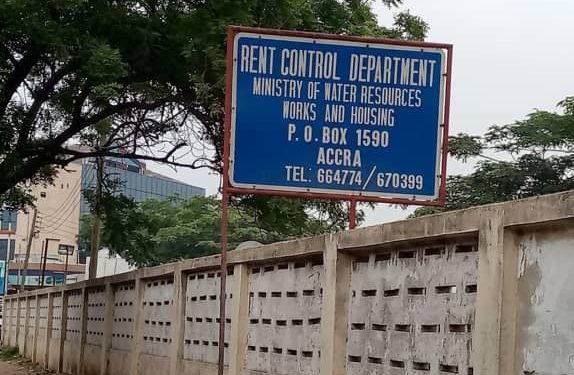 RENT CONTROL DEPARTMENT
MINISTRY OF WATER RESOURCES
WORKS AND HOUSING
P.O.BOX 1590
ACCRA
TEL: 664774/670399